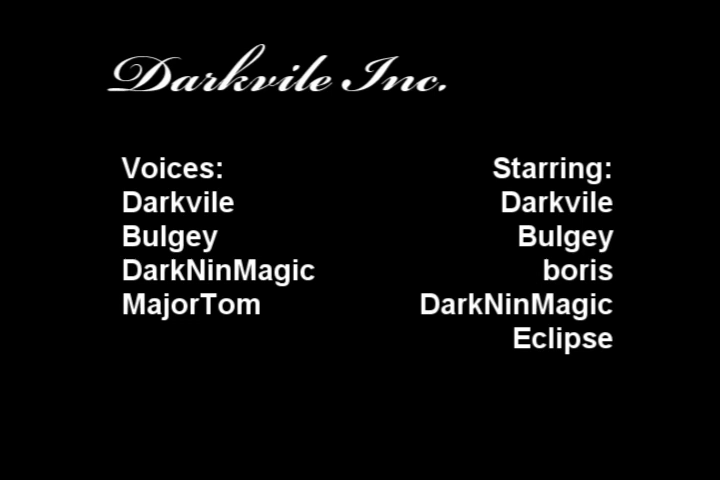 Darkvile Inc.
Voices:
Darkvile
Bulgey
DarkNinMagic
MajorTom
Starring:
Darkvile
Bulgey
boris
DarkNinMagic
Eclipse